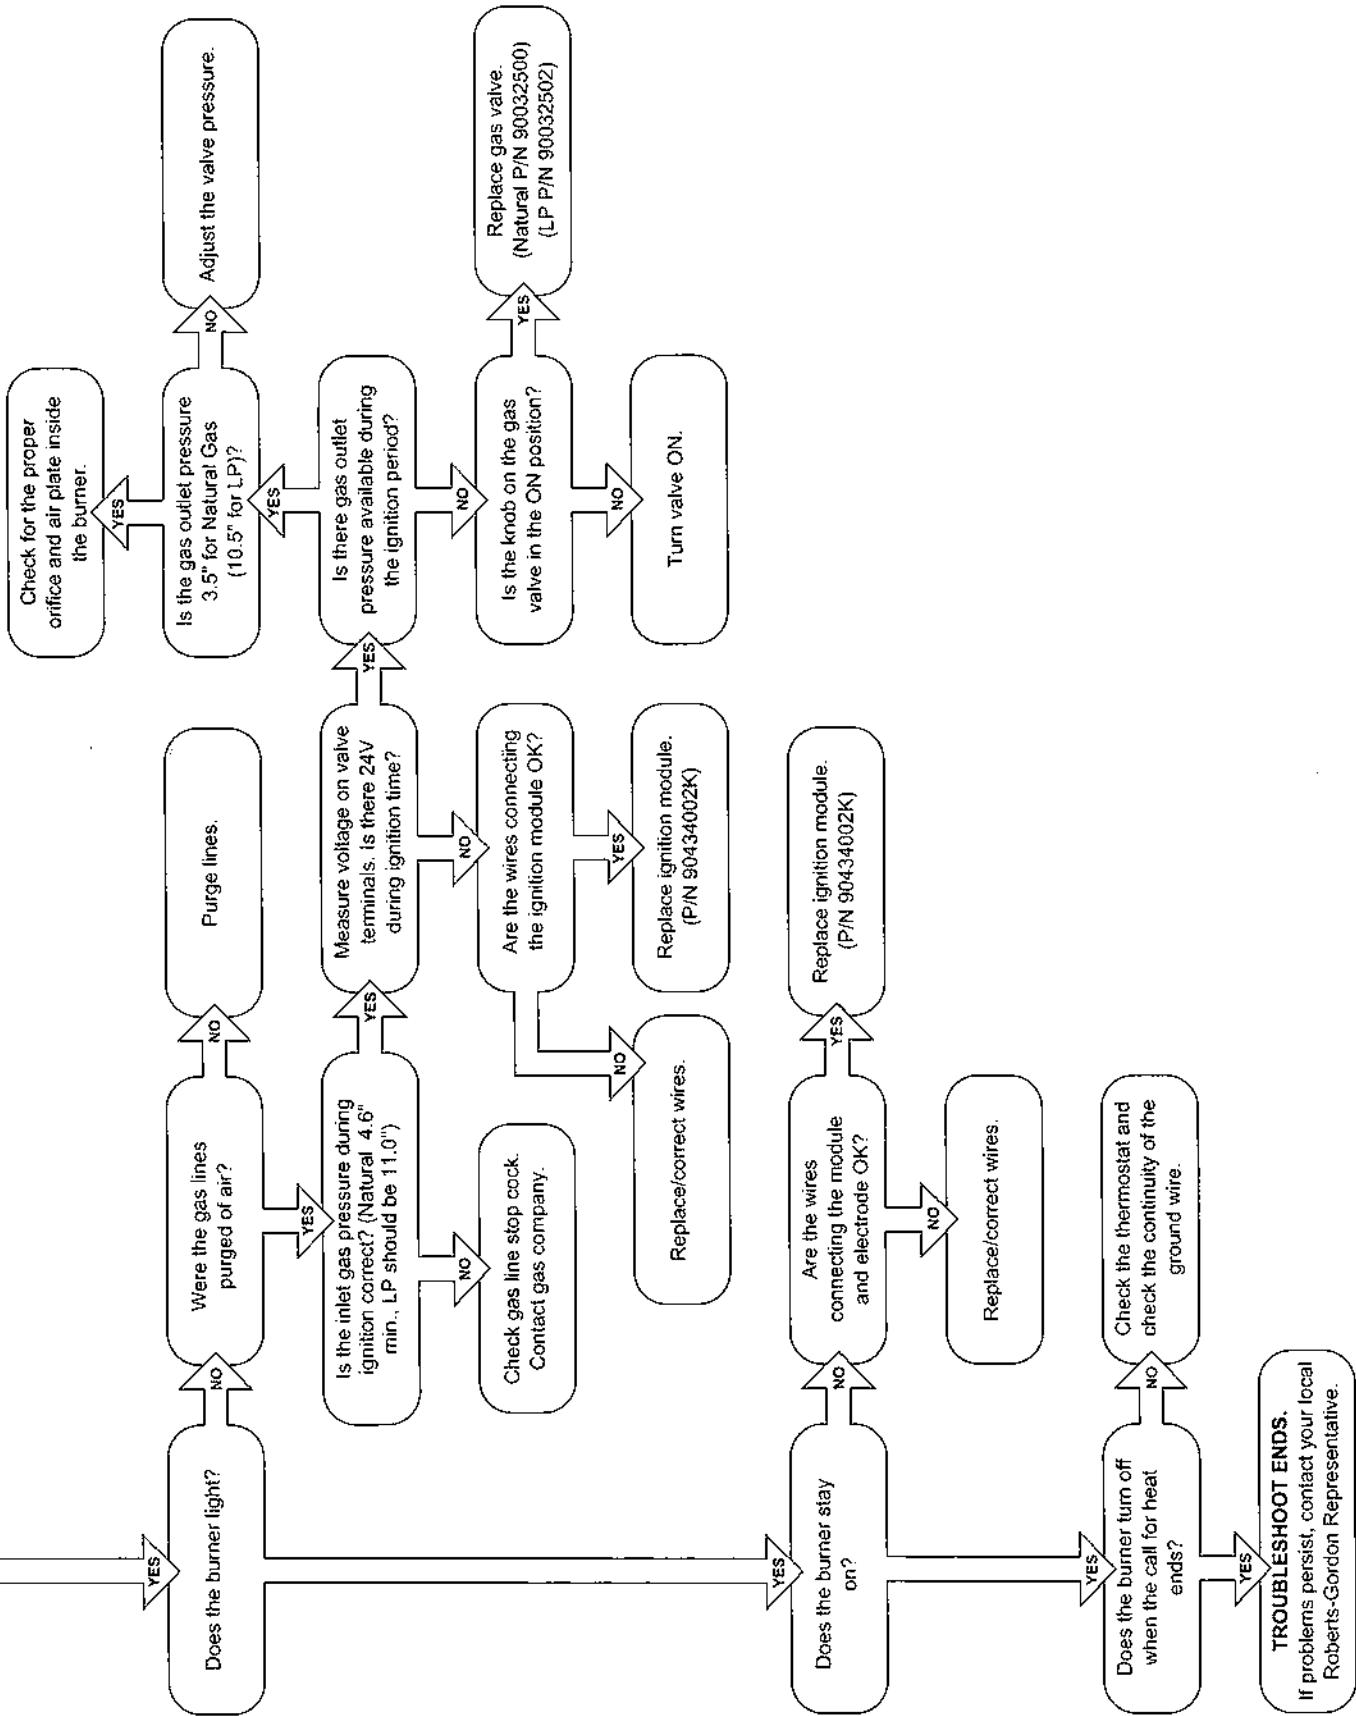 YES
Does the burner light?
NO
Were the gas lines
purged of air?
NO
Purge lines.
YES
Is the inlet gas pressure during
ignition correct? (Natural 4.6"
min., LP should be 11.0")
NO
Check gas line stop cock.
Contact gas company.
YES
Measure voltage on valve
terminals. Is there 24V
during ignition time?
NO
Are the wires connecting
the ignition module OK?
NO
Replace/correct wires.
YES
Replace ignition module.
(P/N 90434002K)
YES
Is there gas outlet
pressure available during
the ignition period?
YES
Is the gas outlet pressure
3.5" for Natural Gas
(10.5" for LP)?
YES
Check for the proper
orifice and air plate inside
the burner.
NO
Adjust the valve pressure.
NO
Is the knob on the gas
valve in the ON position?
YES
Replace gas valve.
(Natural P/N 90032500)
(LP P/N 90032502)
NO
Turn valve ON.
YES
Does the burner stay
on?
NO
Are the wires
connecting the module
and electrode OK?
YES
Replace ignition module.
(P/N 90434002K)
NO
Replace/correct wires.
YES
Does the burner turn off
when the call for heat
ends?
NO
Check the thermostat and
check the continuity of the
ground wire.
YES
TROUBLESHOOT ENDS.
If problems persist, contact your local
Roberts-Gordon Representative.